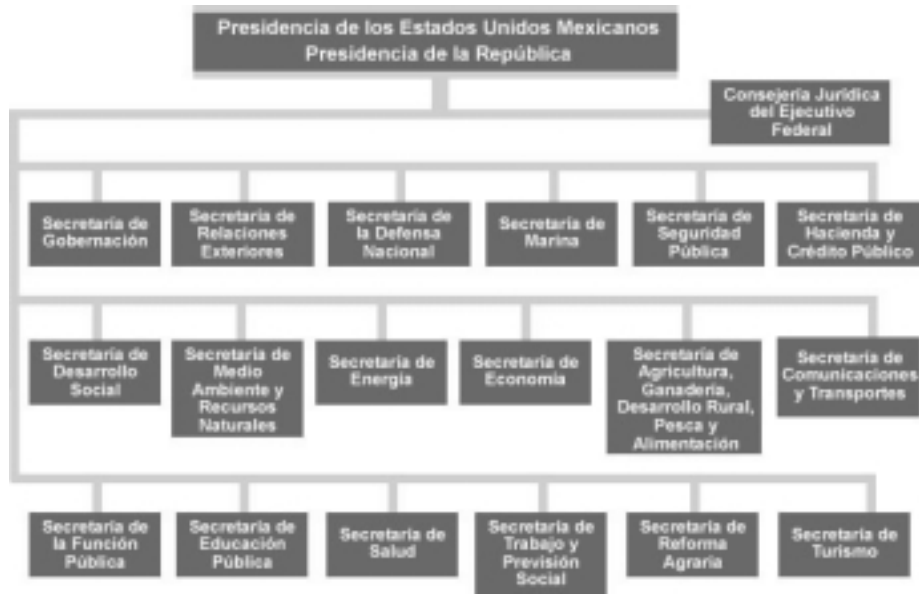 Presidencia de los Estados Unidos Mexicanos
Presidencia de la República
Consejería Jurídica
del Ejecutivo
Federal
Secretaría de
Gobernación
Secretaría de
Relaciones
Exteriores
Secretaría de
la Defensa
Nacional
Secretaría de
Marina
Secretaría de
Seguridad
Pública
Secretaría de
Hacienda y
Crédito Público
Secretaría de
Desarrollo
Social
Secretaría de
Medio
Ambiente y
Recursos
Naturales
Secretaría de
Energía
Secretaría de
Economía
Secretaría de
Agricultura,
Ganadería,
Desarrollo Rural,
Pesca y
Alimentación
Secretaría de
Comunicaciones
y Transportes
Secretaría de
la Función
Pública
Secretaría de
Educación
Pública
Secretaría de
Salud
Secretaría de
Trabajo y
Previsión
Social
Secretaría de
Reforma
Agraria
Secretaría de
Turismo